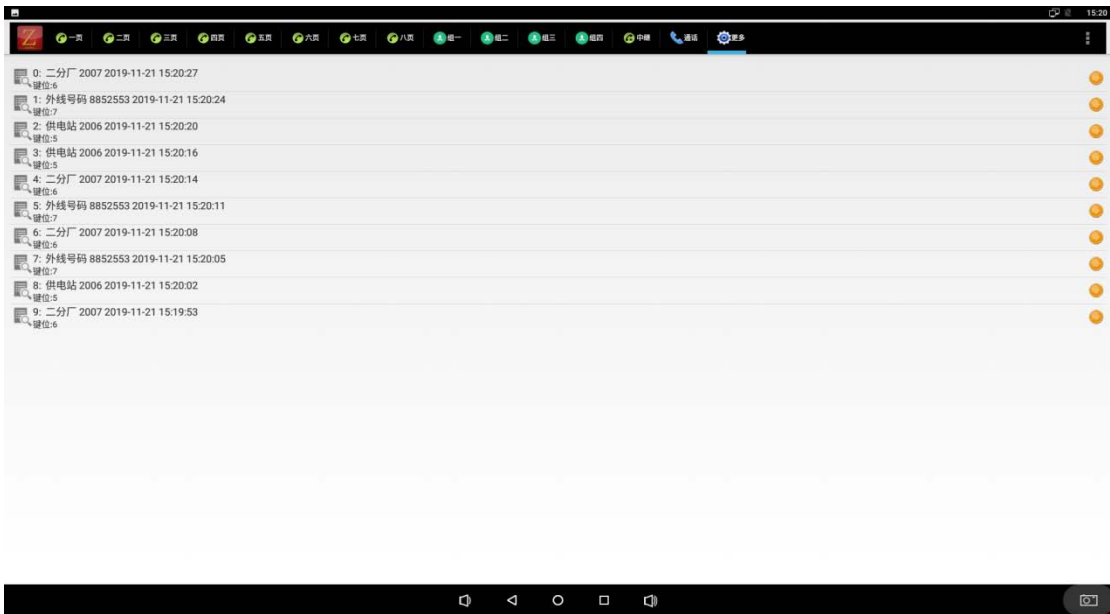 15:20
Z 一页 二页 三页 四页 五页 六页 七页 八页 组一 组二 组三 组四 中继 通话 更多
0: 二分厂 2007 2019-11-21 15:20:27
键位:6
1: 外线号码 8852553 2019-11-21 15:20:24
键位:7
2: 供电站 2006 2019-11-21 15:20:20
键位:5
3: 供电站 2006 2019-11-21 15:20:16
键位:5
4: 二分厂 2007 2019-11-21 15:20:14
键位:6
5: 外线号码 8852553 2019-11-21 15:20:11
键位:7
6: 二分厂 2007 2019-11-21 15:20:08
键位:6
7: 外线号码 8852553 2019-11-21 15:20:05
键位:7
8: 供电站 2006 2019-11-21 15:20:02
键位:5
9: 二分厂 2007 2019-11-21 15:19:53
键位:6